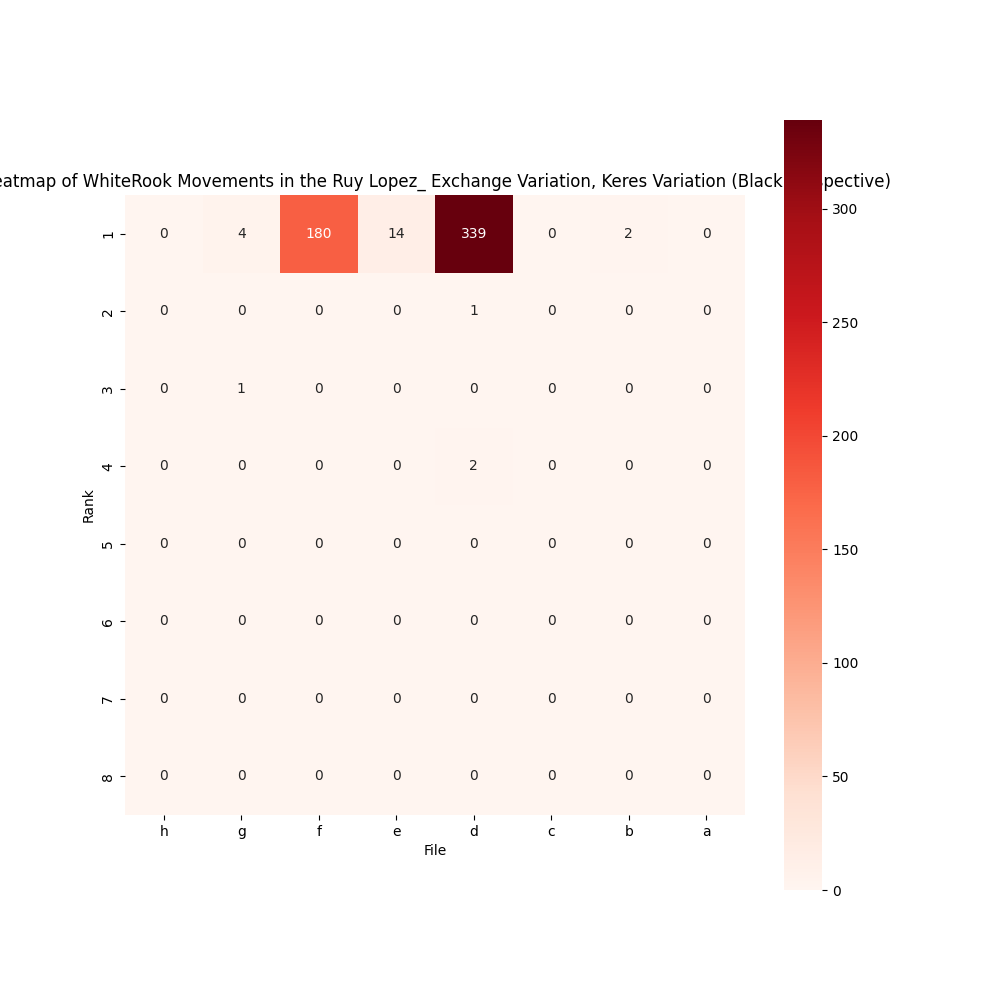 eatmap of WhiteRook Movements in the Ruy Lopez_ Exchange Variation, Keres Variation (Black spective)
300
250
200
150
100
50
0
Rank
1 0 4 180 14 339 0 2 0
2 0 0 0 0 1 0 0 0
3 0 1 0 0 0 0 0 0
4 0 0 0 0 2 0 0 0
5 0 0 0 0 0 0 0 0
6 0 0 0 0 0 0 0 0
7 0 0 0 0 0 0 0 0
8 0 0 0 0 0 0 0 0
h g f e d c b a
File